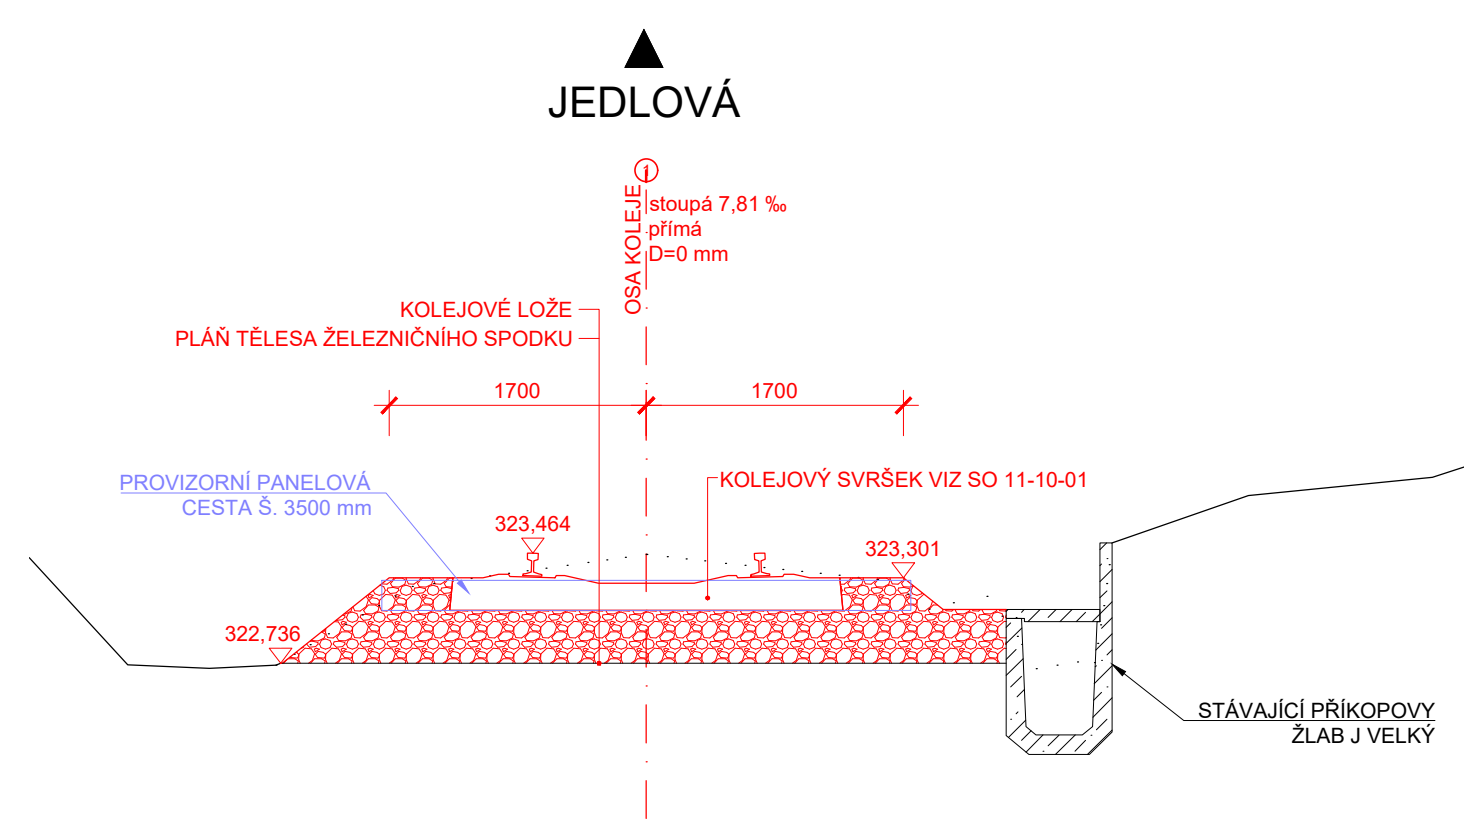 JEDLOVÁ
1
OSA KOLEJE
stoupá 7,81 ‰
přímá
D=0 mm
KOLEJOVÉ LOŽE
PLÁŇ TĚLESA ŽELEZNIČNÍHO SPODKU
1700
1700
PROVIZORNÍ PANELOVÁ
CESTA Š. 3500 mm
KOLEJOVÝ SVRŠEK VIZ SO 11-10-01
323,464
323,301
322,736
STÁVAJÍCÍ PŘÍKOPOVY
ŽLAB J VELKÝ